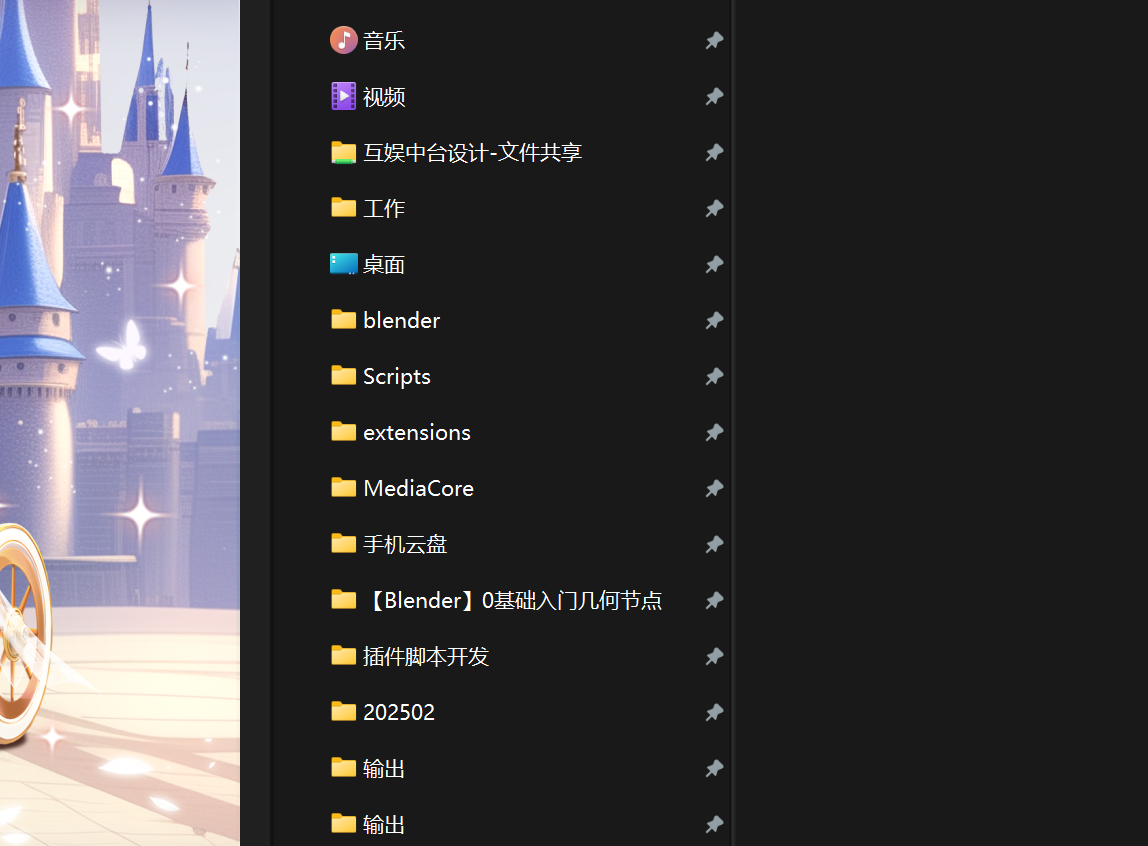 音乐
视频
互娱中台设计-文件共享
工作
桌面
blender
Scripts
extensions
MediaCore
手机云盘
【Blender】0基础入门几何节点
插件脚本开发
202502
输出
输出